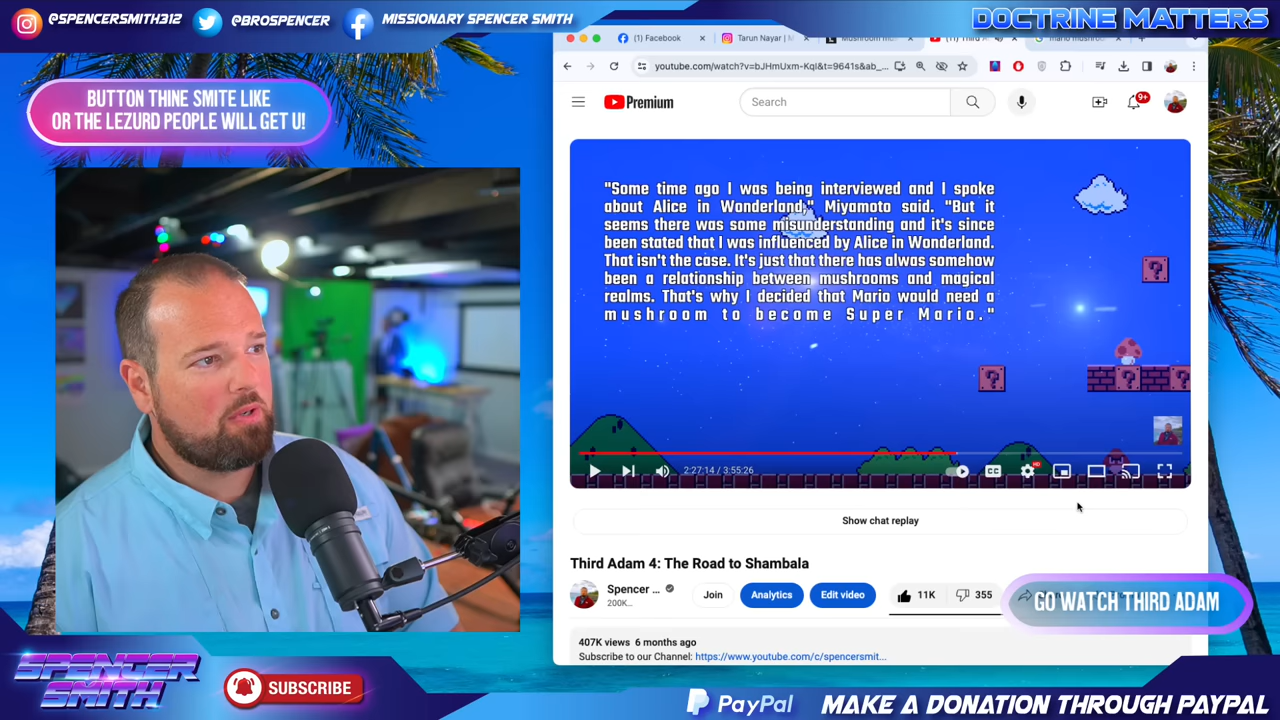 @SPENCERSMITH312
@BROSPENCER
MISSIONARY SPENCER SMITH
DOCTRINE MATTERS
BUTTON THINE SMITE LIKE
OR THE LEZURD PEOPLE WILL GET U!
(1) Facebook
Tarun Nayar |
youtube.com/watch?v=bJHmUxm-KqI&t=9641s&ab_...
Premium
Search
9+
"Some time ago I was being interviewed and I spoke
about Alice in Wonderland," Miyamoto said. "But it
seems there was some misunderstanding and it's since
been stated that I was influenced by Alice in Wonderland.
That isn't the case. It's just that there has alwas somehow
been a relationship between mushrooms and magical
realms. That's why I decided that Mario would need a
mushroom to become Super Mario."
2:27:14 / 3:55:26
CC
HD
Show chat replay
Third Adam 4: The Road to Shambala
Spencer ...
200K...
Join
Analytics
Edit video
11K
355
GO WATCH THIRD ADAM
407K views 6 months ago
Subscribe to our Channel: https://www.youtube.com/c/spencersmit...
SPENCER
SMITH
SUBSCRIBE
PayPal
MAKE A DONATION THROUGH PAYPAL